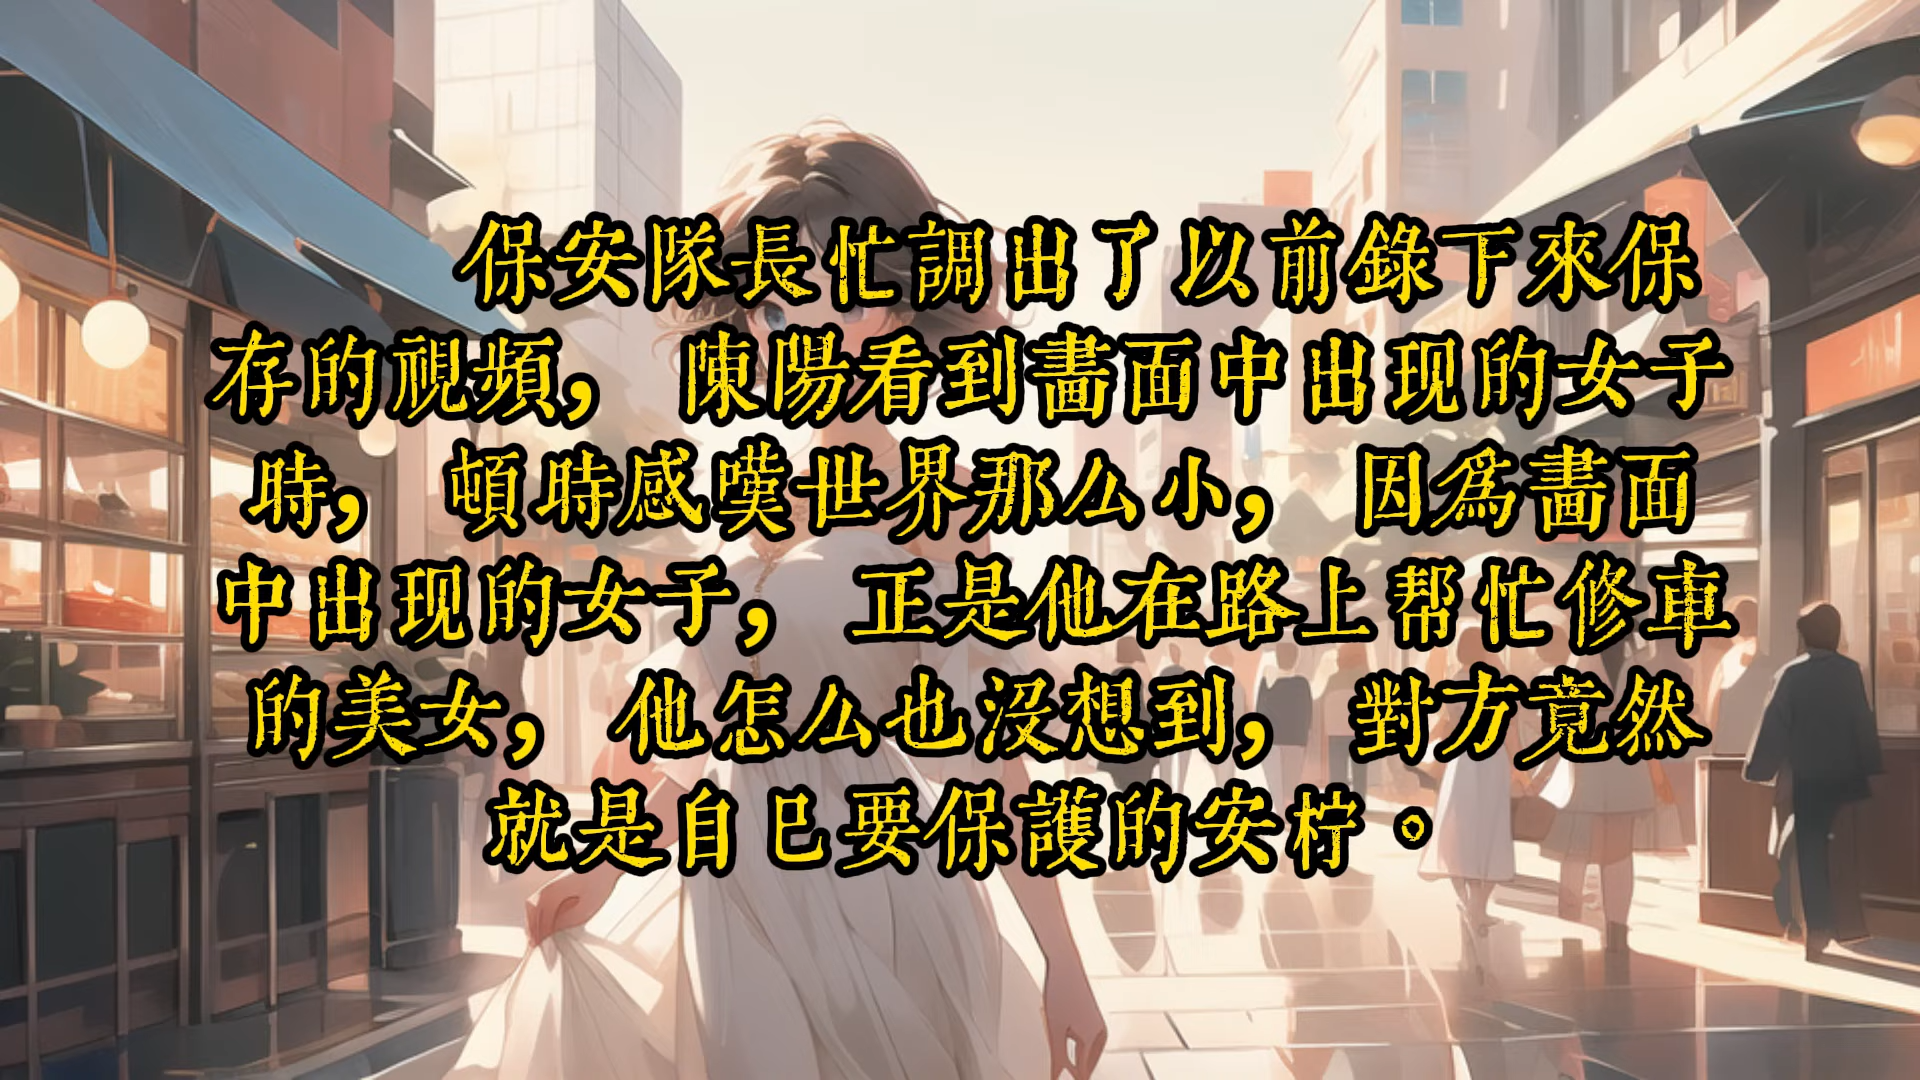 保安隊長忙調出了以前錄下來保
存的視頻，陳陽看到畫面中出现的女子
時，頓時感嘆世界那么小，因爲畫面
中出现的女子，正是他在路上帮忙修車
的美女，他怎么也沒想到，對方竟然
就是自已要保護的安柠。